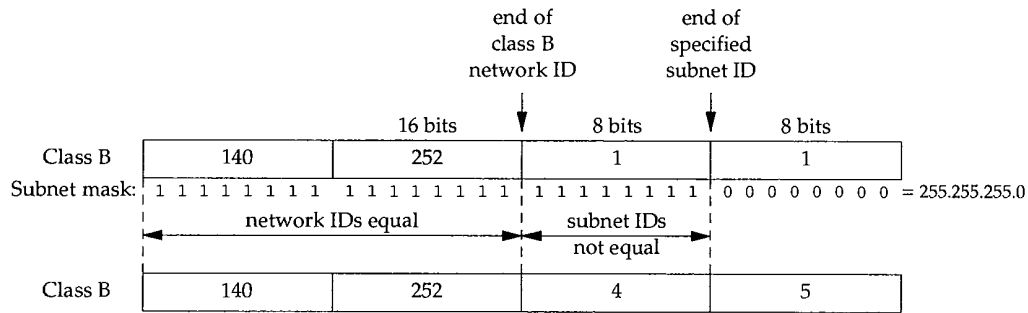 end of
class B
network ID
end of
specified
subnet ID
16 bits 8 bits 8 bits
Class B 140 252 1 1
Subnet mask: 1 1 1 1 1 1 1 1 1 1 1 1 1 1 1 1 1 1 1 1 1 1 1 1 0 0 0 0 0 0 0 0 = 255.255.255.0
network IDs equal
subnet IDs
not equal
Class B 140 252 4 5